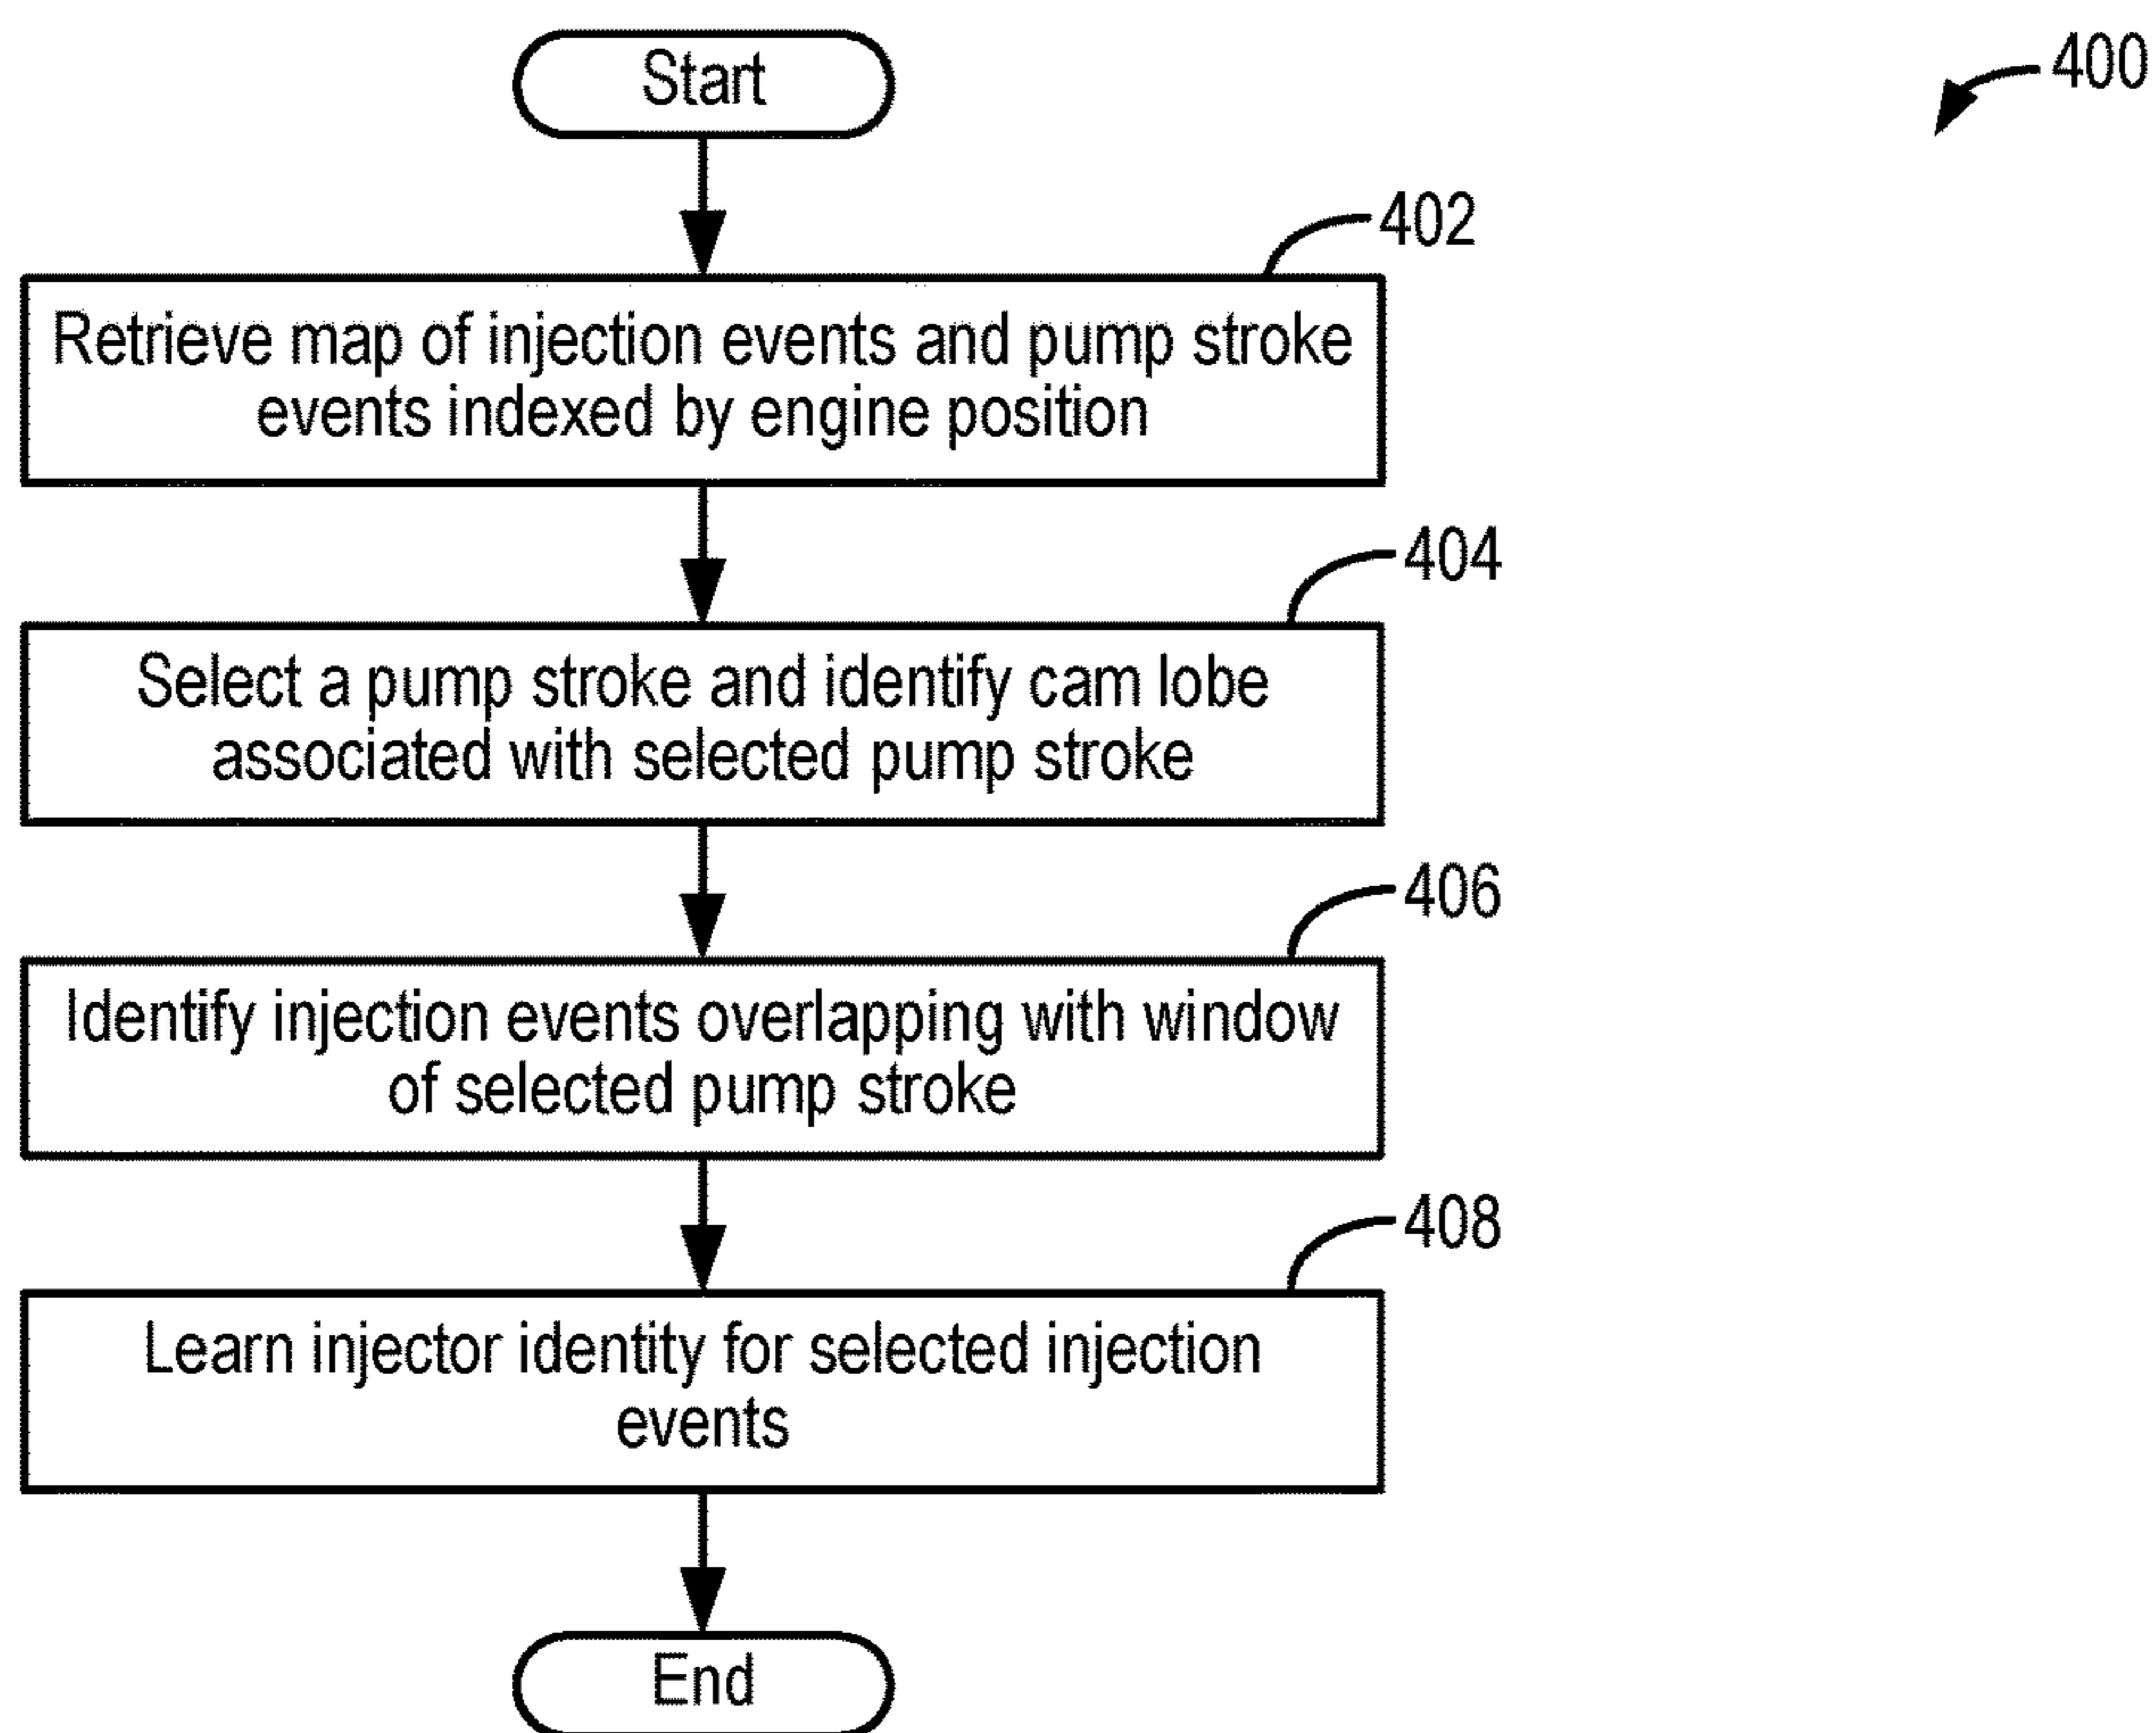 Start
400
402
Retrieve map of injection events and pump stroke
events indexed by engine position
404
Select a pump stroke and identify cam lobe
associated with selected pump stroke
406
Identify injection events overlapping with window
of selected pump stroke
408
Learn injector identity for selected injection
events
End